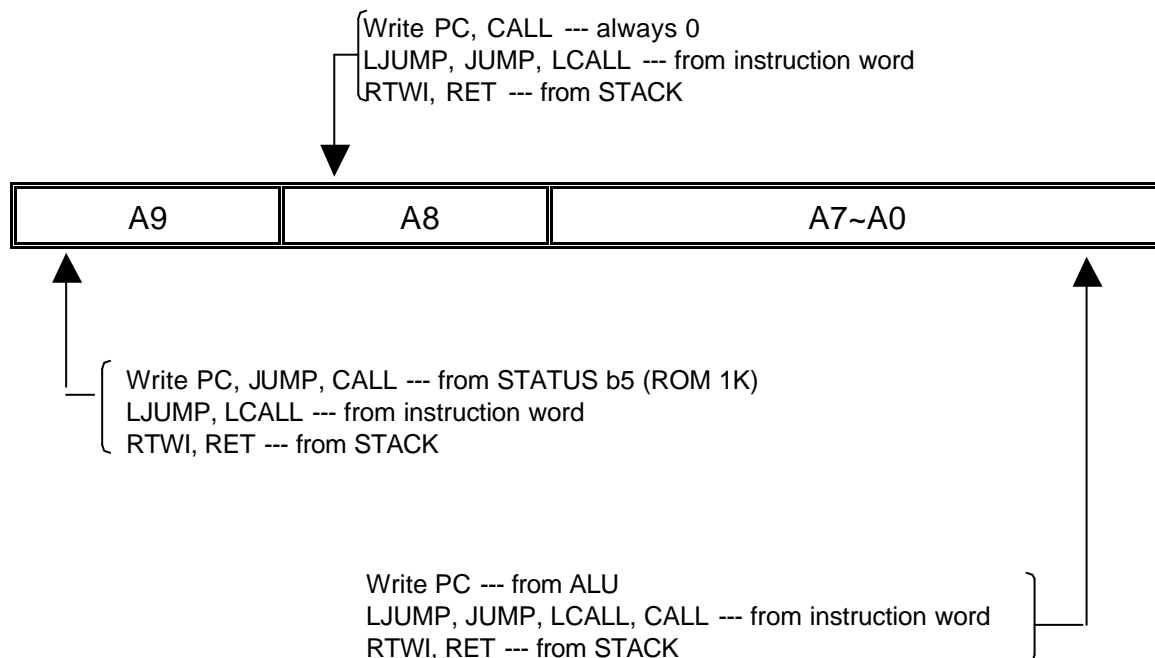 Write PC, CALL --- always 0
LJUMP, JUMP, LCALL --- from instruction word
RTWI, RET --- from STACK
A9 A8 A7~A0
Write PC, JUMP, CALL --- from STATUS b5 (ROM 1K)
LJUMP, LCALL --- from instruction word
RTWI, RET --- from STACK
Write PC --- from ALU
LJUMP, JUMP, LCALL, CALL --- from instruction word
RTWI, RET --- from STACK